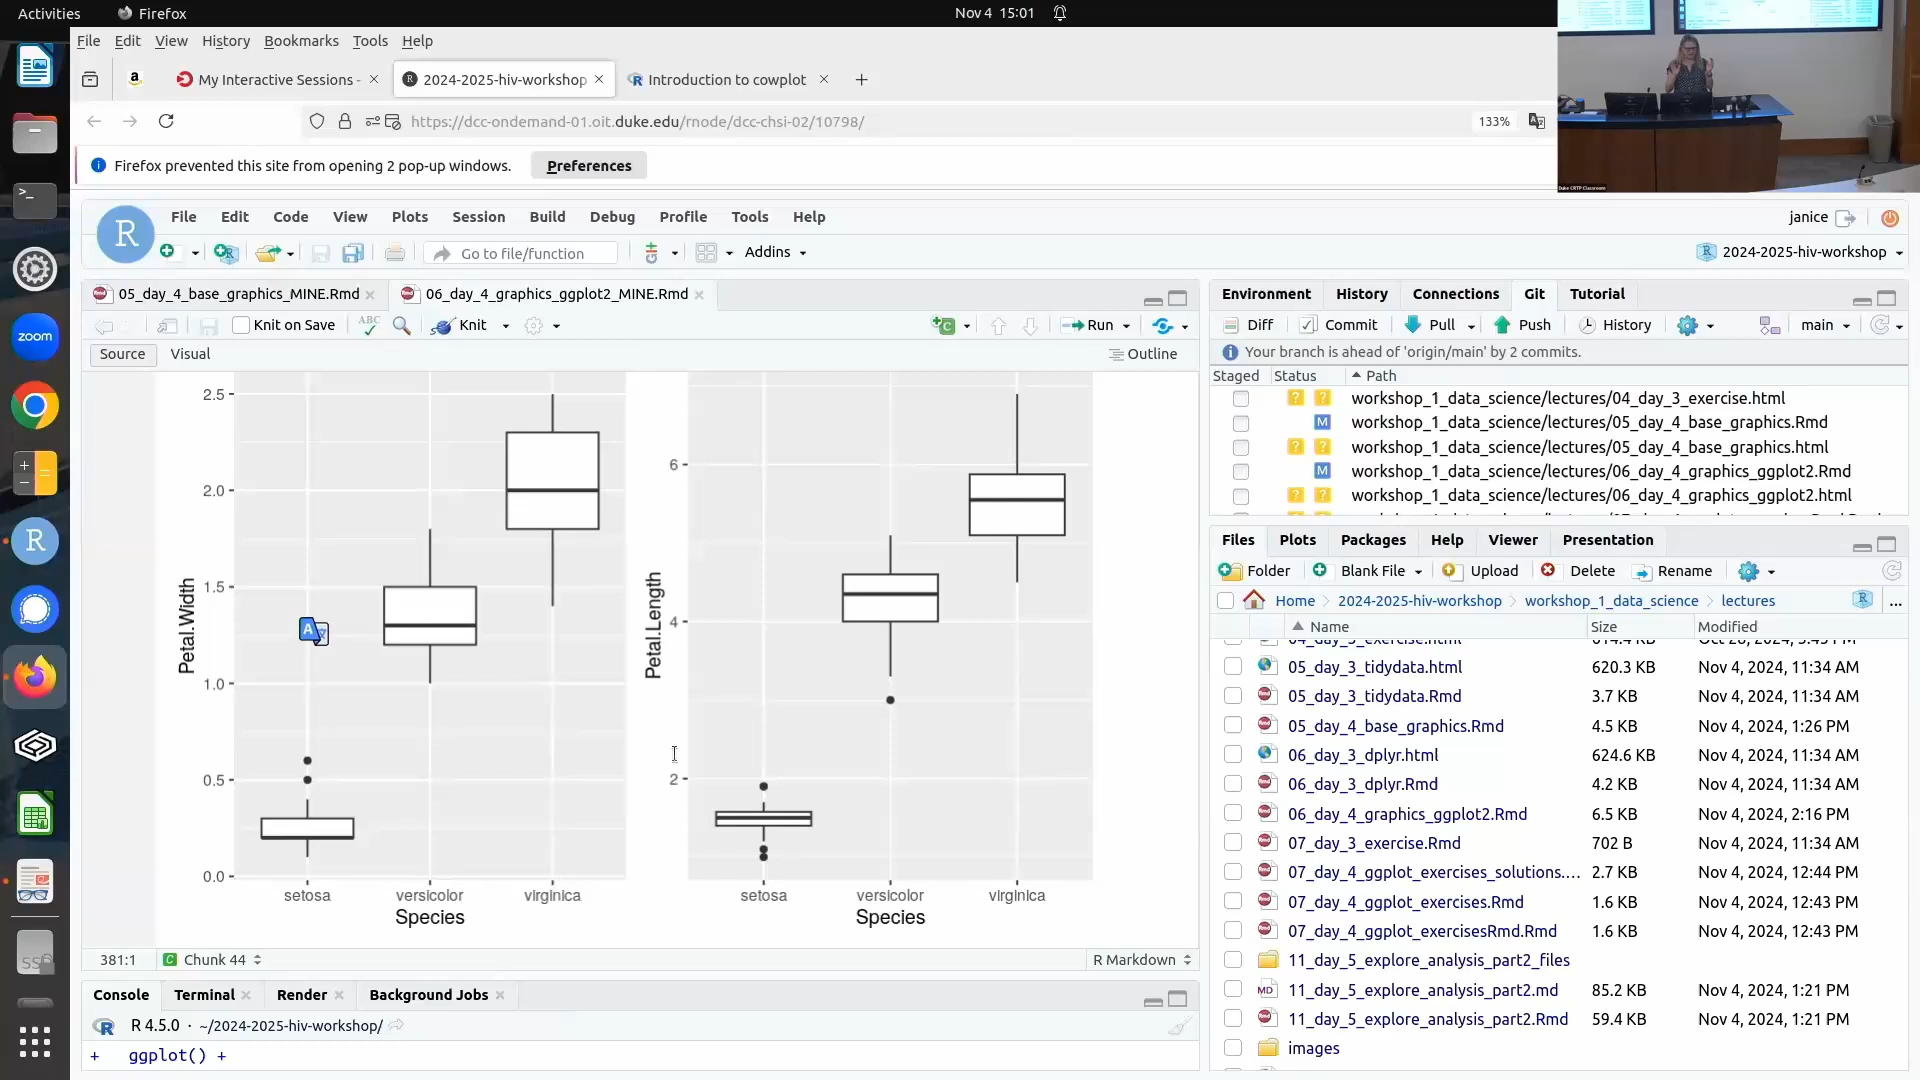 Activities Firefox Nov 4 15:01
File Edit View History Bookmarks Tools Help
My Interactive Sessions - 2024-2025-hiv-workshop Introduction to cowplot
https://dcc-ondemand-01.oit.duke.edu/rnode/dcc-chsi-02/10798/ 133%
Firefox prevented this site from opening 2 pop-up windows. Preferences
Duke CRTP Classroom
File Edit Code View Plots Session Build Debug Profile Tools Help janice
Go to file/function Addins 2024-2025-hiv-workshop
05_day_4_base_graphics_MINE.Rmd 06_day_4_graphics_ggplot2_MINE.Rmd
Knit on Save ABC Knit Run
Source Visual Outline
2.5
2.0
1.5
1.0
0.5
0.0
Petal.Width
setosa versicolor virginica
Species
6
4
2
Petal.Length
setosa versicolor virginica
Species
381:1 Chunk 44 R Markdown
Console Terminal Render Background Jobs
R 4.5.0 · ~/2024-2025-hiv-workshop/
+ ggplot() +
Environment History Connections Git Tutorial
Diff Commit Pull Push History main
Your branch is ahead of 'origin/main' by 2 commits.
Staged Status Path
? ? workshop_1_data_science/lectures/04_day_3_exercise.html
M workshop_1_data_science/lectures/05_day_4_base_graphics.Rmd
? ? workshop_1_data_science/lectures/05_day_4_base_graphics.html
M workshop_1_data_science/lectures/06_day_4_graphics_ggplot2.Rmd
? ? workshop_1_data_science/lectures/06_day_4_graphics_ggplot2.html
Files Plots Packages Help Viewer Presentation
Folder Blank File Upload Delete Rename
Home 2024-2025-hiv-workshop workshop_1_data_science lectures ...
Name Size Modified
05_day_3_tidydata.html 620.3 KB Nov 4, 2024, 11:34 AM
05_day_3_tidydata.Rmd 3.7 KB Nov 4, 2024, 11:34 AM
05_day_4_base_graphics.Rmd 4.5 KB Nov 4, 2024, 1:26 PM
06_day_3_dplyr.html 624.6 KB Nov 4, 2024, 11:34 AM
06_day_3_dplyr.Rmd 4.2 KB Nov 4, 2024, 11:34 AM
06_day_4_graphics_ggplot2.Rmd 6.5 KB Nov 4, 2024, 2:16 PM
07_day_3_exercise.Rmd 702 B Nov 4, 2024, 11:34 AM
07_day_4_ggplot_exercises_solutions.... 2.7 KB Nov 4, 2024, 12:44 PM
07_day_4_ggplot_exercises.Rmd 1.6 KB Nov 4, 2024, 12:43 PM
07_day_4_ggplot_exercisesRmd.Rmd 1.6 KB Nov 4, 2024, 12:43 PM
11_day_5_explore_analysis_part2_files
11_day_5_explore_analysis_part2.md 85.2 KB Nov 4, 2024, 1:21 PM
11_day_5_explore_analysis_part2.Rmd 59.4 KB Nov 4, 2024, 1:21 PM
images
zoom